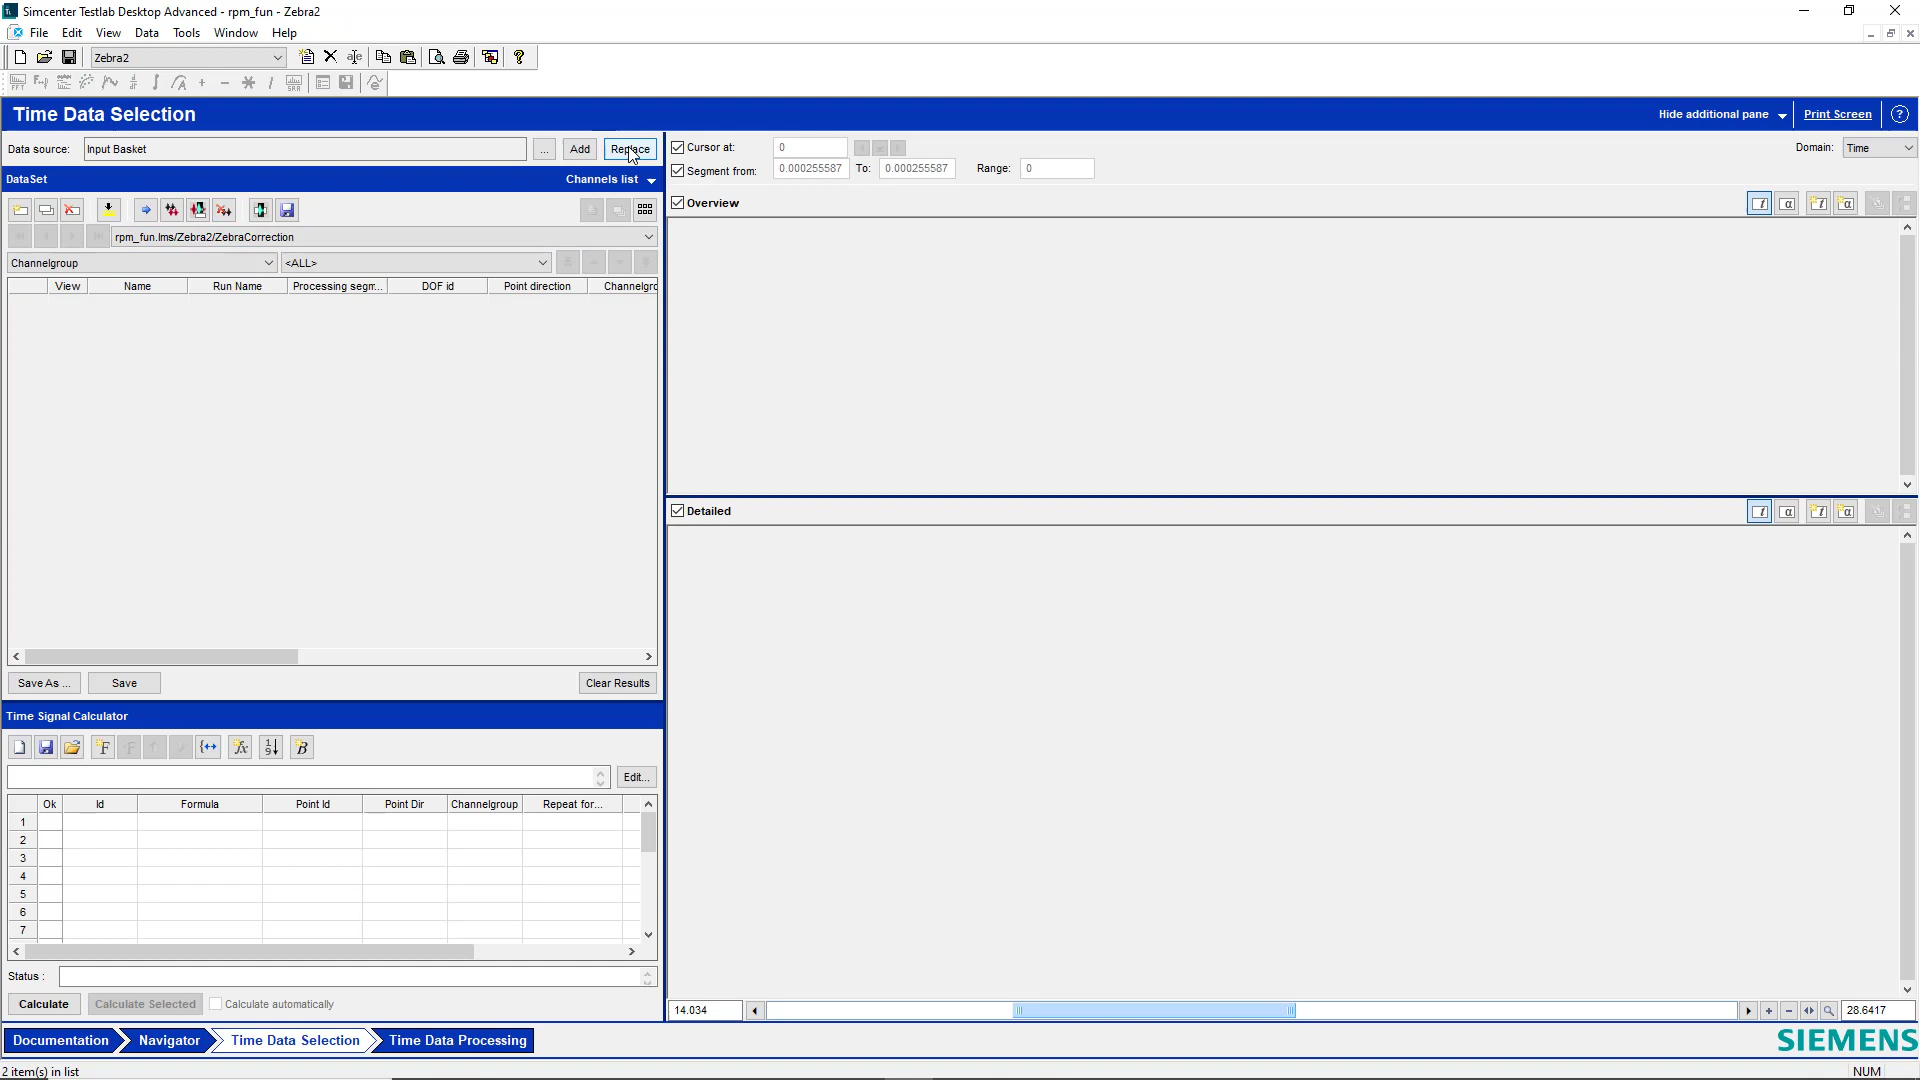 Simcenter Testlab Desktop Advanced - rpm_fun - Zebra2
File Edit View Data Tools Window Help
Zebra2
Time Data Selection
Hide additional pane
Print Screen
Data source: Input Basket ... Add Replace
DataSet
Channels list
rpm_fun.lms/Zebra2/ZebraCorrection
Channelgroup
<ALL>
View Name Run Name Processing segm... DOF id Point direction Channelgro
Save As ... Save Clear Results
Time Signal Calculator
Edit...
Ok Id Formula Point Id Point Dir Channelgroup Repeat for...
1
2
3
4
5
6
7
Status :
Calculate Calculate Selected Calculate automatically
Cursor at: 0
Segment from: 0.000255587 To: 0.000255587 Range: 0
Domain: Time
Overview
Detailed
14.034
28.6417
Documentation Navigator Time Data Selection Time Data Processing
SIEMENS
2 item(s) in list
NUM